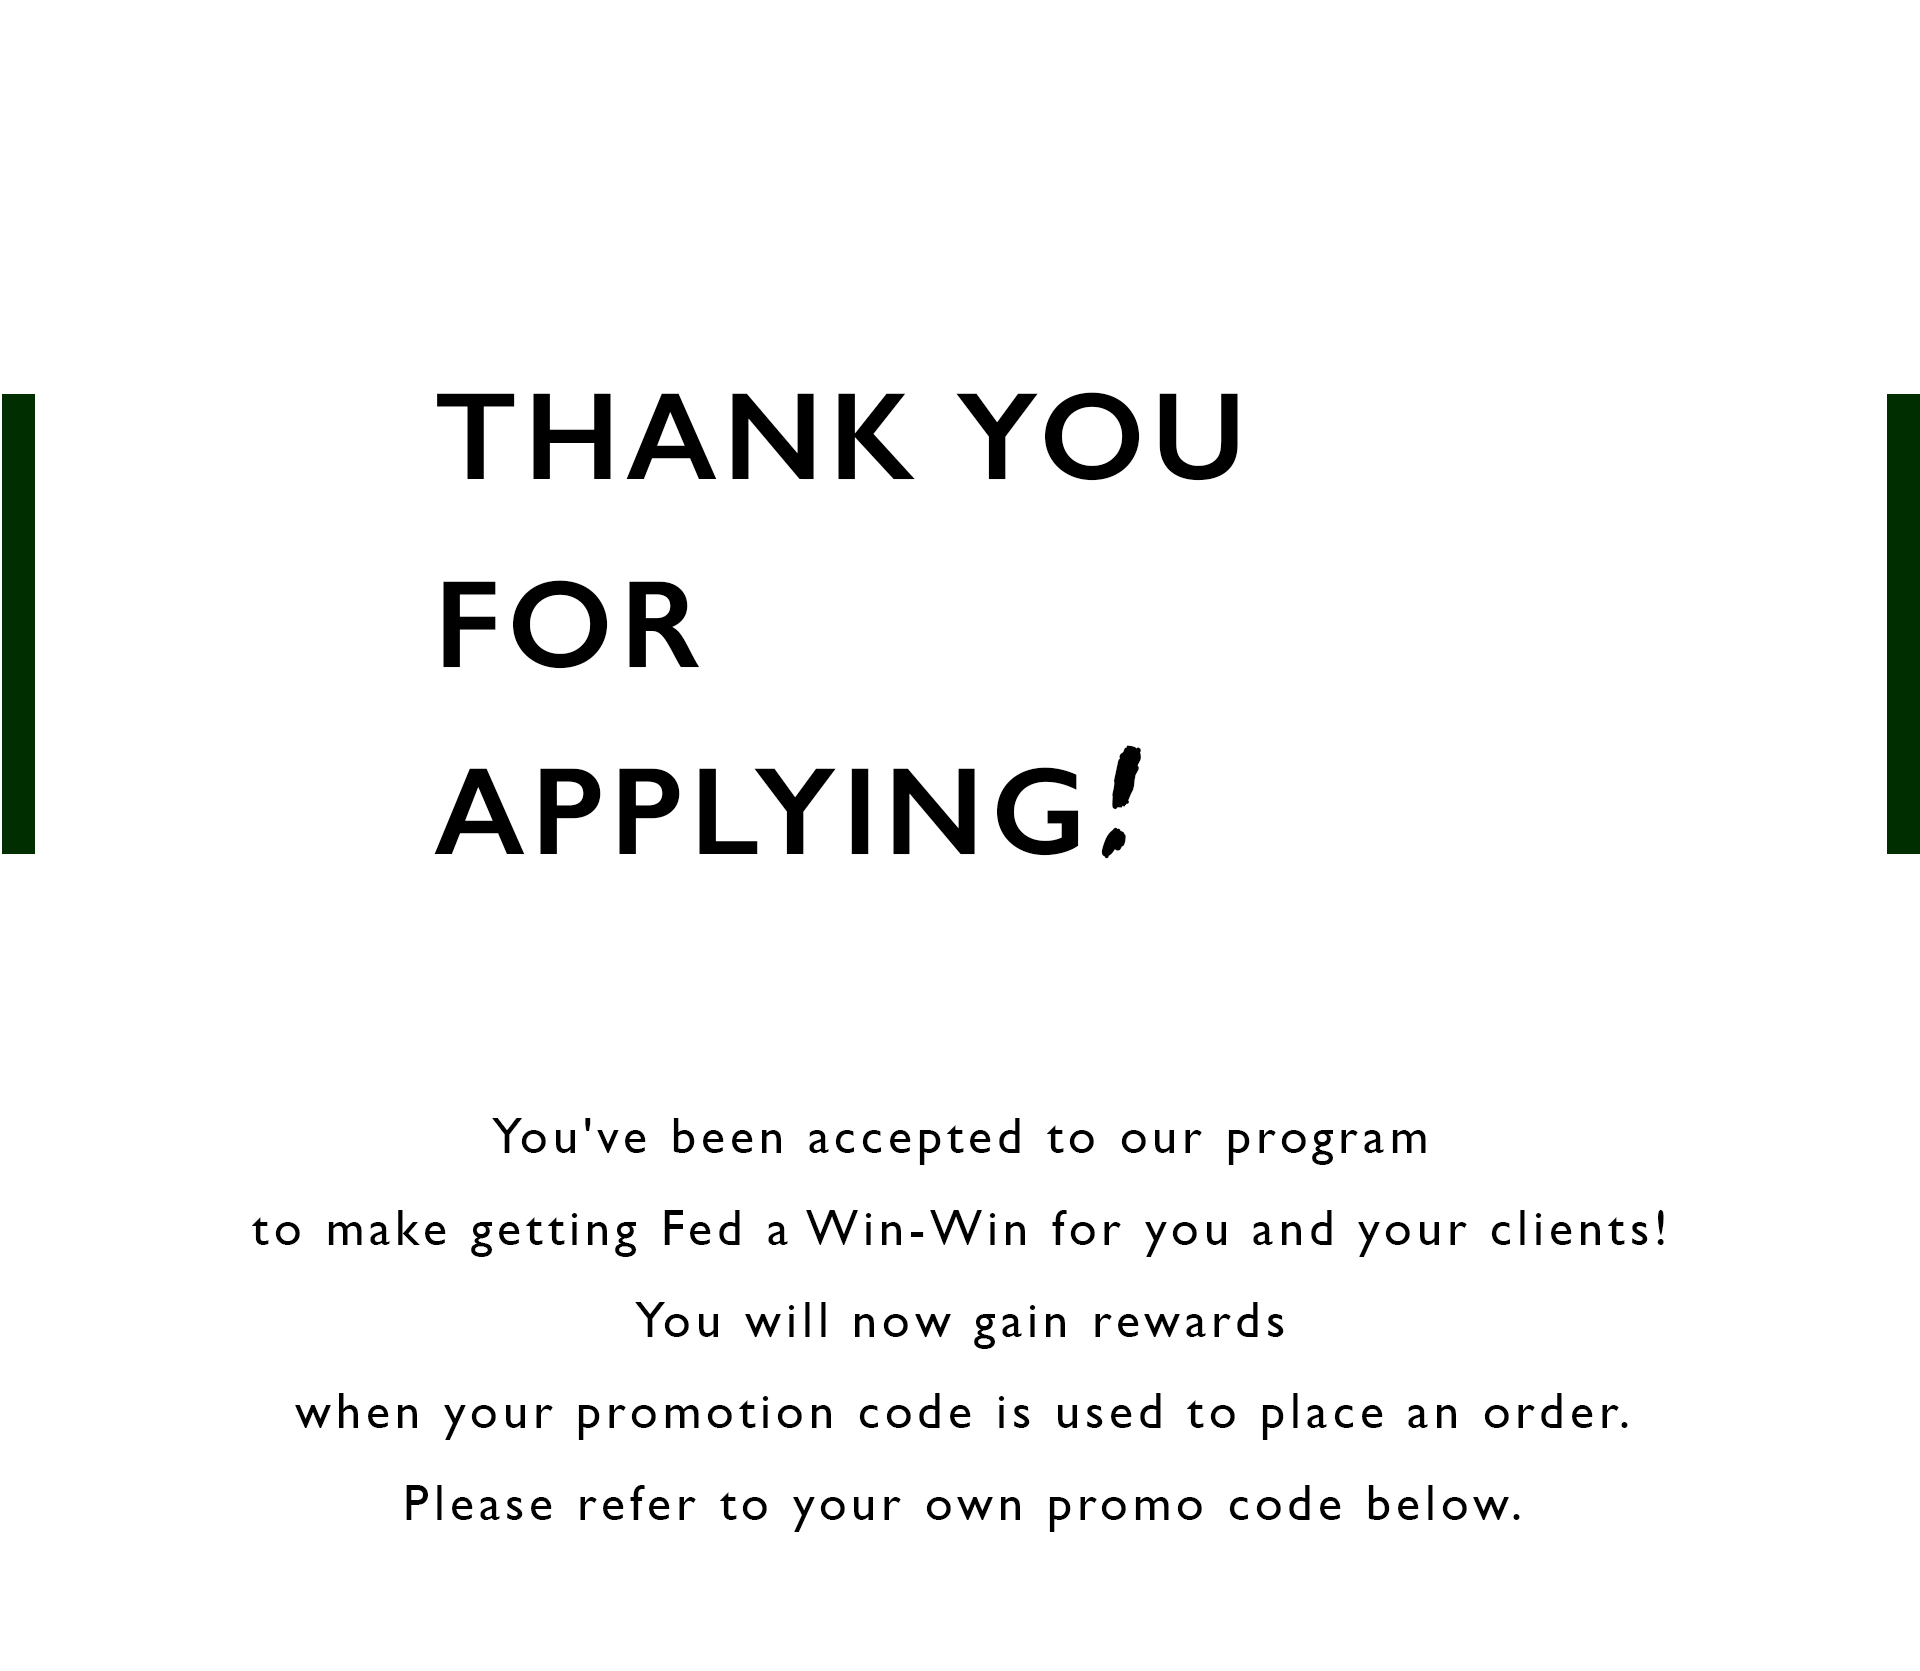 THANK YOU
FOR
APPLYING!
You've been accepted to our program
to make getting Fed a Win-Win for you and your clients!
You will now gain rewards
when your promotion code is used to place an order.
Please refer to your own promo code below.